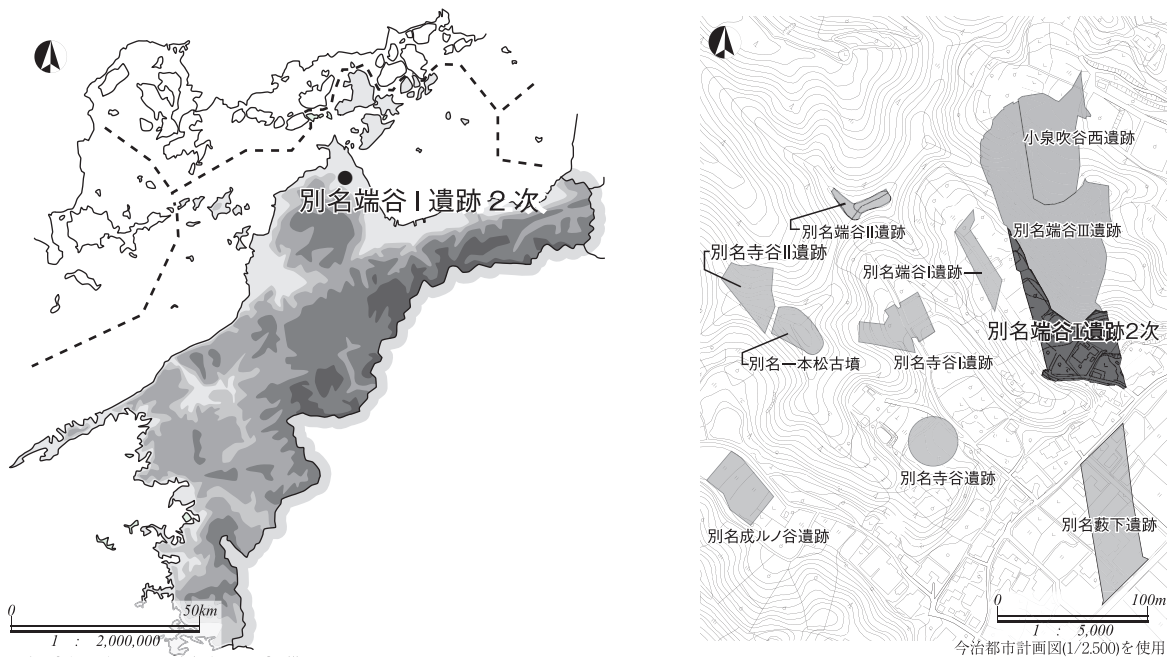 別名端谷Ⅰ遺跡２次
0
50km
1 : 2,000,000
小泉吹谷西遺跡
別名端谷Ⅱ遺跡
別名端谷Ⅲ遺跡
別名寺谷Ⅱ遺跡
別名端谷Ⅰ遺跡
別名端谷Ⅰ遺跡2次
別名一本松古墳
別名寺谷Ⅰ遺跡
別名寺谷遺跡
別名藪下遺跡
別名成ルノ谷遺跡
0
100m
1 : 5,000
今治都市計画図(1/2.500)を使用